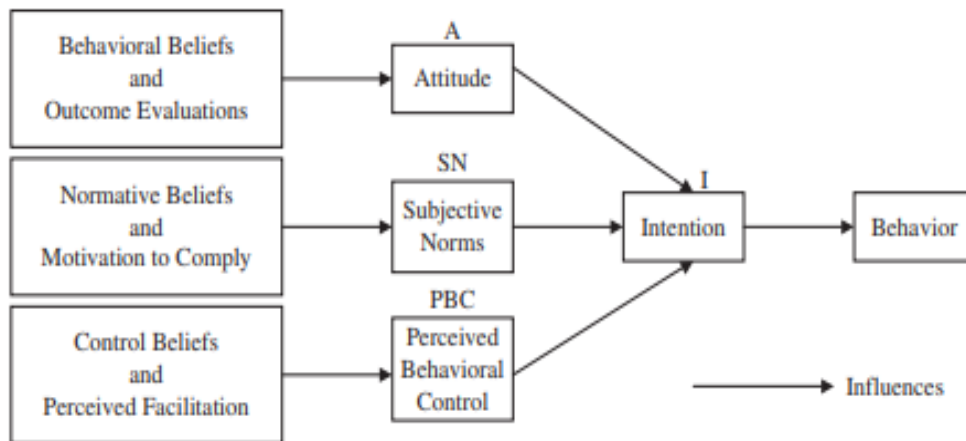 Behavioral Beliefs
and
Outcome Evaluations
A
Attitude
Normative Beliefs
and
Motivation to Comply
SN
Subjective
Norms
I
Intention
Behavior
Control Beliefs
and
Perceived Facilitation
PBC
Perceived
Behavioral
Control
Influences